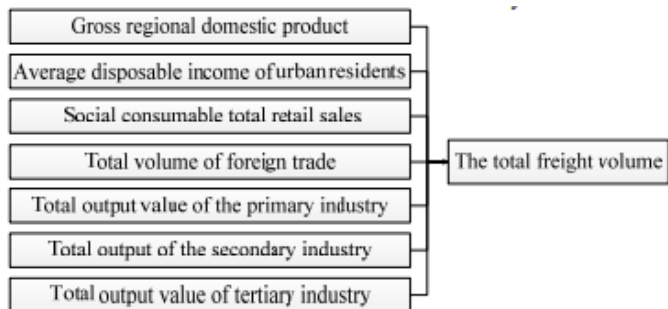 Gross regional domestic product
Average disposable income of urban residents
Social consumable total retail sales
Total volume of foreign trade
The total freight volume
Total output value of the primary industry
Total output of the secondary industry
Total output value of tertiary industry